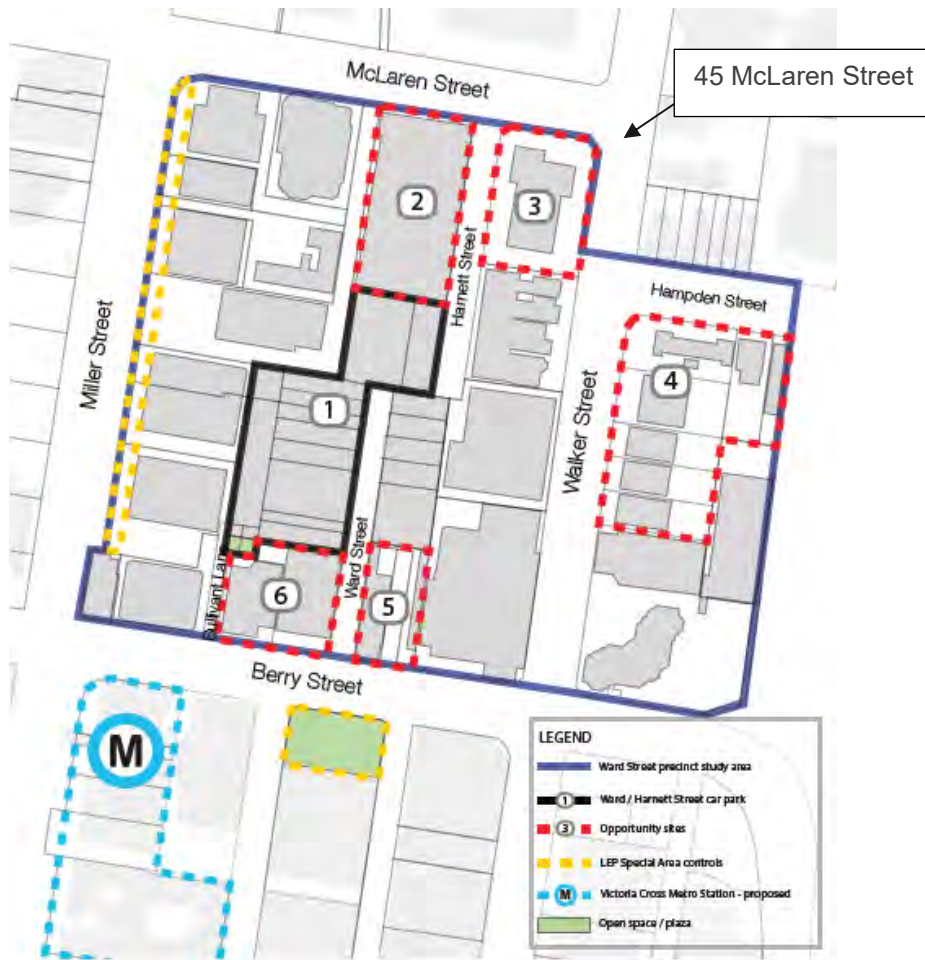 McLaren Street
45 McLaren Street
2
3
Harnett Street
Hampden Street
Miller Street
1
4
Walker Street
Ward Street
Bullivant Lane
6
5
Berry Street
M
LEGEND
Ward Street precinct study area
1 Ward / Harnett Street car park
3 Opportunity sites
LEP Special Area controls
M Victoria Cross Metro Station - proposed
Open space / plaza